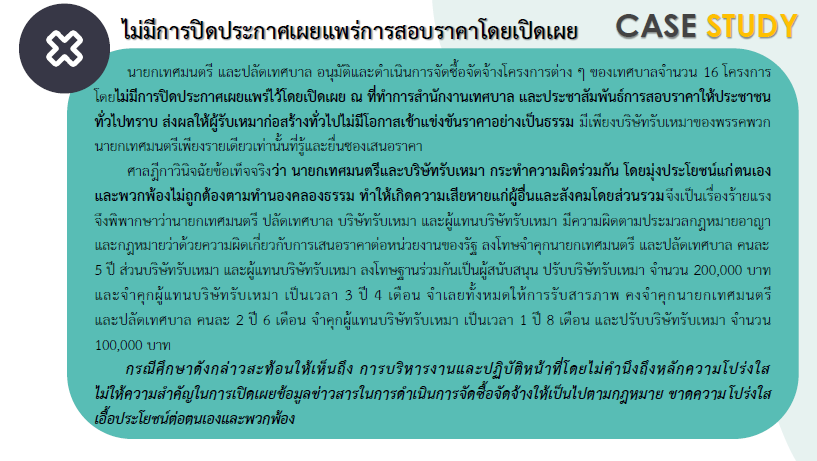 ไม่มีการปิดประกาศเผยแพร่การสอบราคาโดยเปิดเผย
CASE STUDY
นายกเทศมนตรี และปลัดเทศบาล อนุมัติและดำเนินการจัดซื้อจัดจ้างโครงการต่าง ๆ ของเทศบาลจำนวน 16 โครงการ
โดยไม่มีการปิดประกาศเผยแพร่ไว้โดยเปิดเผย ณ ที่ทำการสำนักงานเทศบาล และประชาสัมพันธ์การสอบราคาให้ประชาชน
ทั่วไปทราบ ส่งผลให้ผู้รับเหมาก่อสร้างทั่วไปไม่มีโอกาสเข้าแข่งขันราคาอย่างเป็นธรรม มีเพียงบริษัทรับเหมาของพรรคพวก
นายกเทศมนตรีเพียงรายเดียวเท่านั้นที่รู้และยื่นซองเสนอราคา
ศาลฎีกาวินิจฉัยข้อเท็จจริงว่า นายกเทศมนตรีและบริษัทรับเหมา กระทำความผิดร่วมกัน โดยมุ่งประโยชน์แก่ตนเอง
และพวกพ้องไม่ถูกต้องตามทำนองคลองธรรม ทำให้เกิดความเสียหายแก่ผู้อื่นและสังคมโดยส่วนรวม จึงเป็นเรื่องร้ายแรง
จึงพิพากษาว่านายกเทศมนตรี ปลัดเทศบาล บริษัทรับเหมา และผู้แทนบริษัทรับเหมา มีความผิดตามประมวลกฎหมายอาญา
และกฎหมายว่าด้วยความผิดเกี่ยวกับการเสนอราคาต่อหน่วยงานของรัฐ ลงโทษจำคุกนายกเทศมนตรี และปลัดเทศบาล คนละ
5 ปี ส่วนบริษัทรับเหมา และผู้แทนบริษัทรับเหมา ลงโทษฐานร่วมกันเป็นผู้สนับสนุน ปรับบริษัทรับเหมา จำนวน 200,000 บาท
และจำคุกผู้แทนบริษัทรับเหมา เป็นเวลา 3 ปี 4 เดือน จำเลยทั้งหมดให้การรับสารภาพ คงจำคุกนายกเทศมนตรี
และปลัดเทศบาล คนละ 2 ปี 6 เดือน จำคุกผู้แทนบริษัทรับเหมา เป็นเวลา 1 ปี 8 เดือน และปรับบริษัทรับเหมา จำนวน
100,000 บาท
กรณีศึกษาดังกล่าวสะท้อนให้เห็นถึง การบริหารงานและปฏิบัติหน้าที่โดยไม่คำนึงถึงหลักความโปร่งใส
ไม่ให้ความสำคัญในการเปิดเผยข้อมูลข่าวสารในการดำเนินการจัดซื้อจัดจ้างให้เป็นไปตามกฎหมาย ขาดความโปร่งใส
เอื้อประโยชน์ต่อตนเองและพวกพ้อง